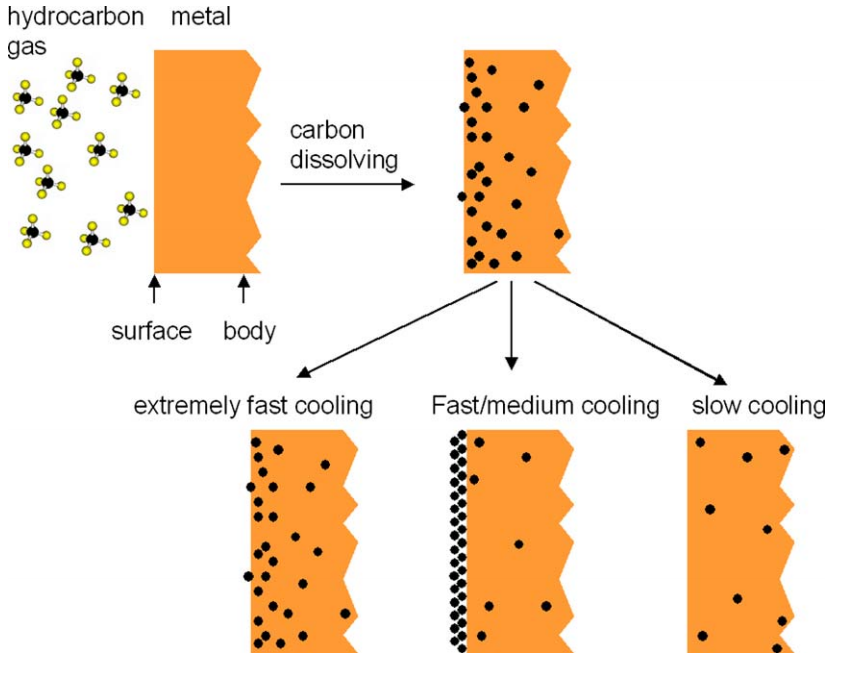 hydrocarbon metal
gas
carbon
dissolving
surface body
extremely fast cooling Fast/medium cooling slow cooling